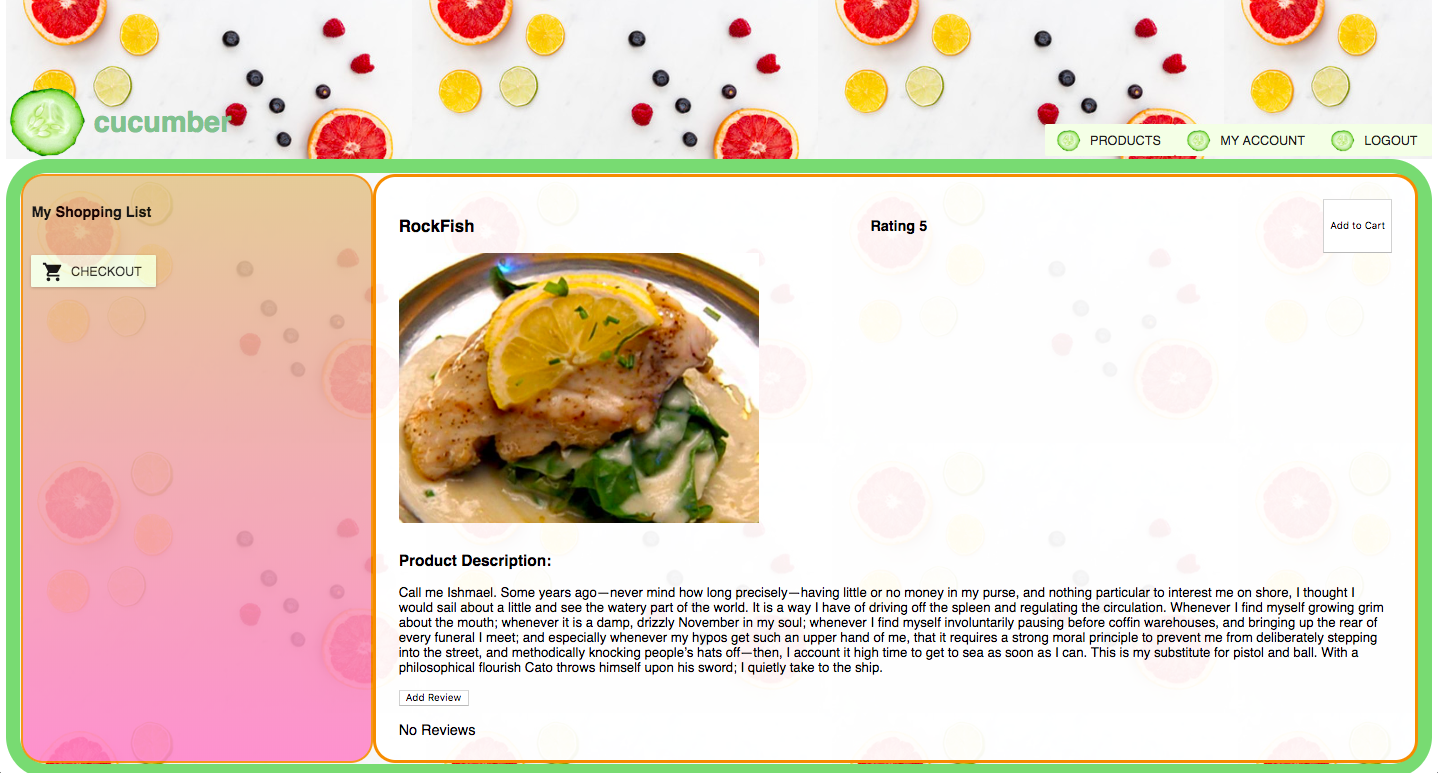 cucumber
PRODUCTS
MY ACCOUNT
LOGOUT
My Shopping List
CHECKOUT
RockFish
Rating 5
Add to Cart
Product Description:
Call me Ishmael. Some years ago—never mind how long precisely—having little or no money in my purse, and nothing particular to interest me on shore, I thought I
would sail about a little and see the watery part of the world. It is a way I have of driving off the spleen and regulating the circulation. Whenever I find myself growing grim
about the mouth; whenever it is a damp, drizzly November in my soul; whenever I find myself involuntarily pausing before coffin warehouses, and bringing up the rear of
every funeral I meet; and especially whenever my hypos get such an upper hand of me, that it requires a strong moral principle to prevent me from deliberately stepping
into the street, and methodically knocking people's hats off—then, I account it high time to get to sea as soon as I can. This is my substitute for pistol and ball. With a
philosophical flourish Cato throws himself upon his sword; I quietly take to the ship.
Add Review
No Reviews